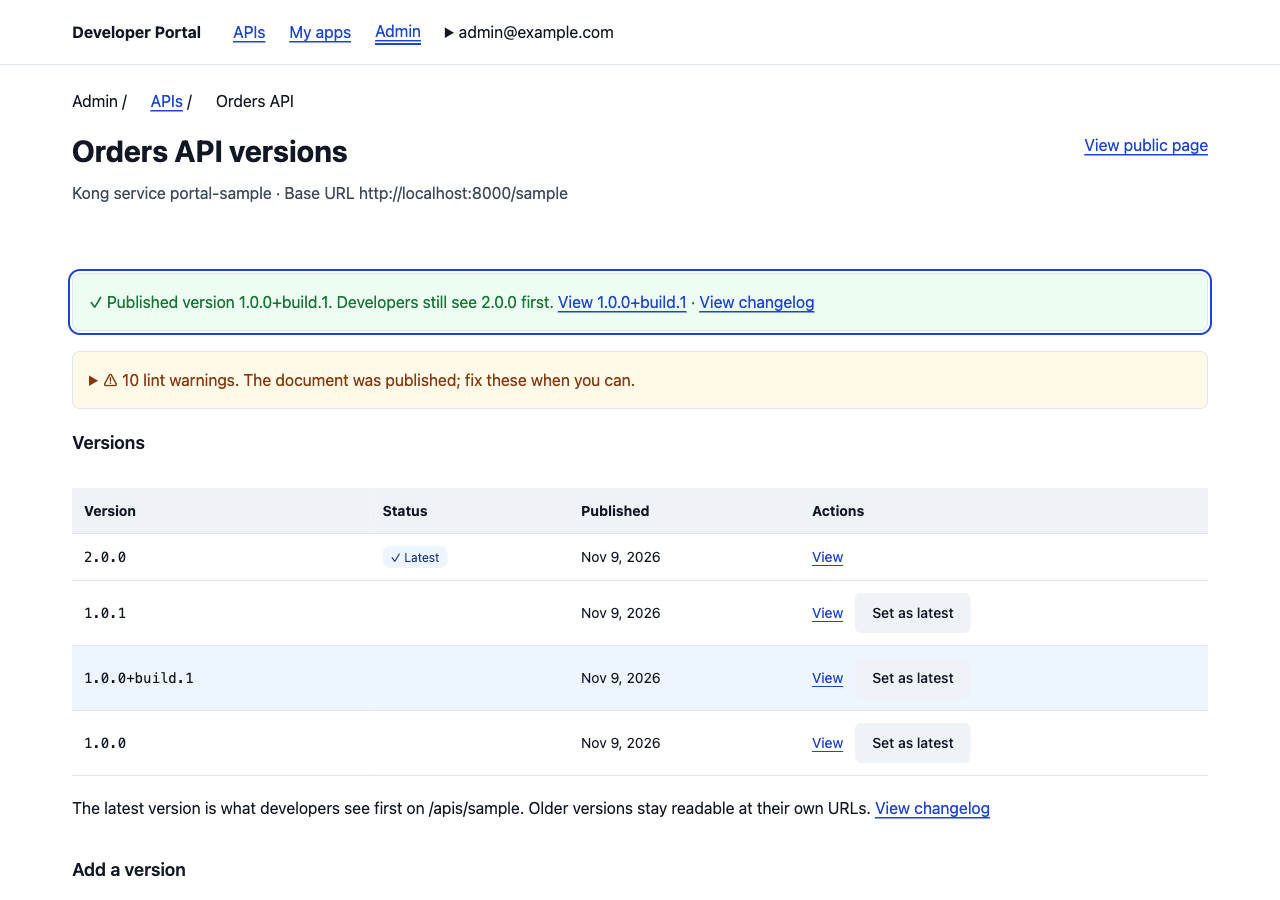 Developer Portal APIs My apps Admin ▶ admin@example.com
Admin / APIs / Orders API
Orders API versions
View public page
Kong service portal-sample · Base URL http://localhost:8000/sample
✓ Published version 1.0.0+build.1. Developers still see 2.0.0 first. View 1.0.0+build.1 · View changelog
▶ ⚠ 10 lint warnings. The document was published; fix these when you can.
Versions
Version Status Published Actions
2.0.0 ✓ Latest Nov 9, 2026 View
1.0.1 Nov 9, 2026 View Set as latest
1.0.0+build.1 Nov 9, 2026 View Set as latest
1.0.0 Nov 9, 2026 View Set as latest
The latest version is what developers see first on /apis/sample. Older versions stay readable at their own URLs. View changelog
Add a version